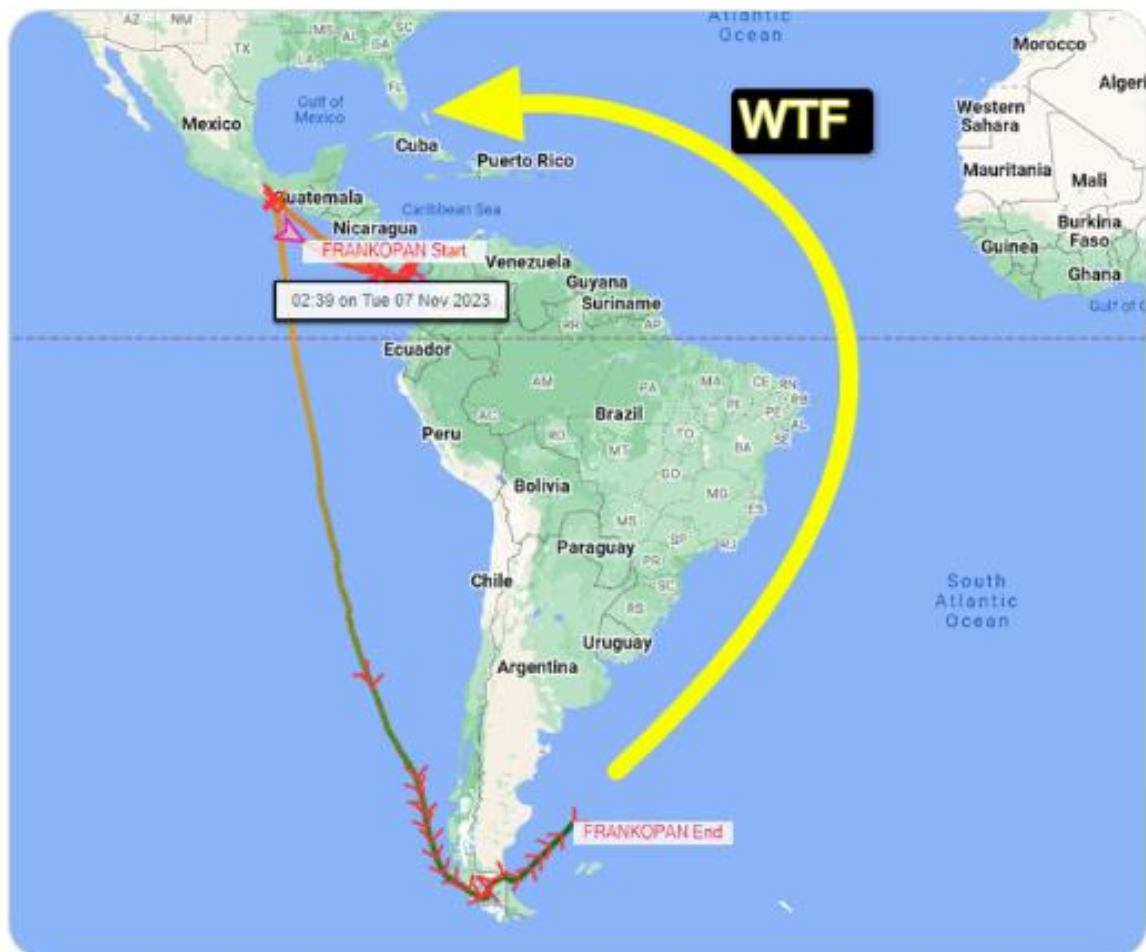 Atlantic
Ocean
AZ
NM
MS
AL
SC
GA
TX
LA
FL
Morocco
Algeri
Gulf of
Mexico
Mexico
WTF
Western
Sahara
Cuba
Puerto Rico
Mauritania
Mali
Guatemala
Caribbean Sea
Nicaragua
Burkina
Faso
Guinea
Ghana
FRANKOPAN Start
Venezuela
Guyana
Suriname
02:39 on Tue 07 Nov 2023
Gulf of G
RR
AP
Ecuador
AM
PA
MA
CE
RN
PB
PI
PE
AL
SE
AC
Brazil
TO
RO
MT
BA
Peru
GO
Bolivia
MG
ES
MS
SP
RJ
Paraguay
PR
Chile
SC
South
Atlantic
Ocean
RS
Uruguay
Argentina
FRANKOPAN End